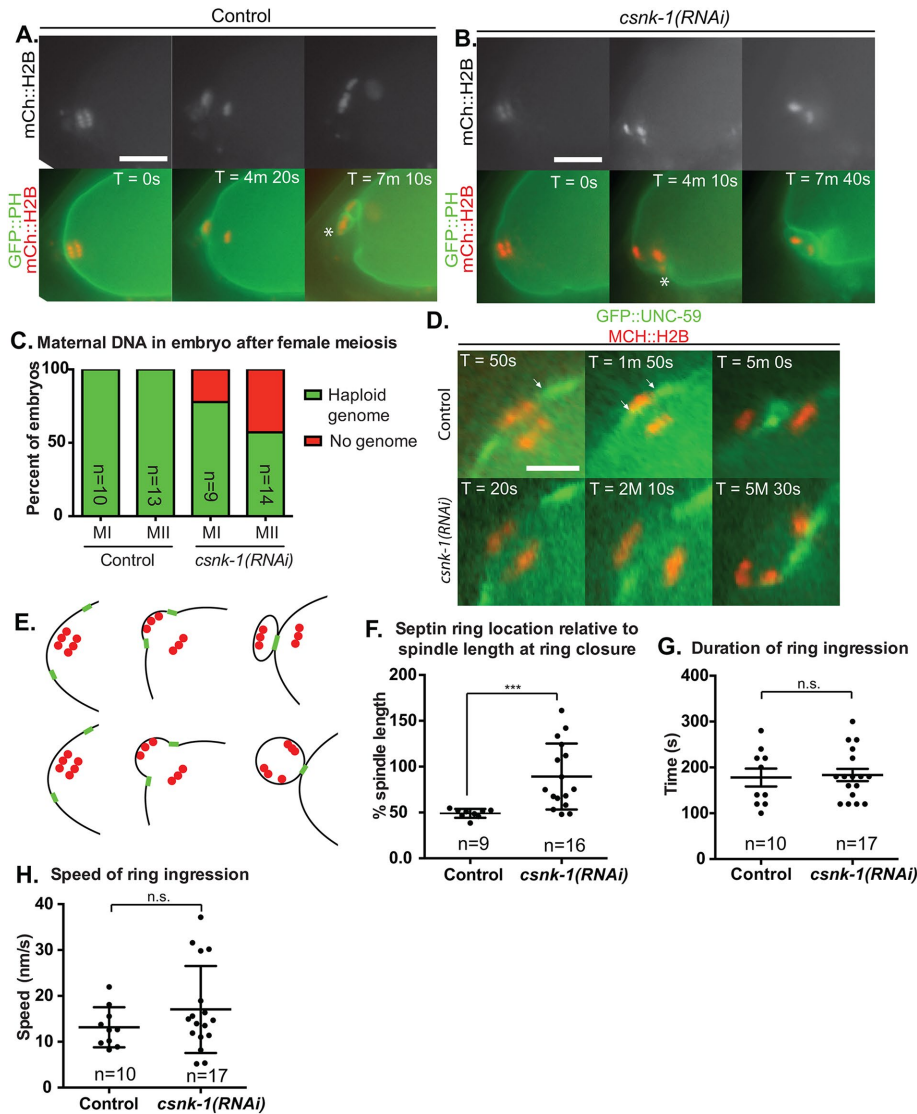 Control
csnk-1(RNAi)
A.
mCh::H2B
GFP::PH
mCh::H2B
T = 0s
T = 4m 20s
T = 7m 10s
*
B.
mCh::H2B
GFP::PH
mCh::H2B
T = 0s
T = 4m 10s
T = 7m 40s
*
C. Maternal DNA in embryo after female meiosis
Percent of embryos
100
50
0
n=10
n=13
n=9
n=14
MI
MII
MI
MII
Control
csnk-1(RNAi)
Haploid
genome
No genome
D.
GFP::UNC-59
MCH::H2B
Control
T = 50s
T = 1m 50s
T = 5m 0s
csnk-1(RNAi)
T = 20s
T = 2M 10s
T = 5M 30s
E.
F. Septin ring location relative to
spindle length at ring closure
% spindle length
200
150
100
50
0.0
***
n=9
n=16
Control
csnk-1(RNAi)
G. Duration of ring ingression
Time (s)
400
300
200
100
0
n.s.
n=10
n=17
Control
csnk-1(RNAi)
H. Speed of ring ingression
Speed (nm/s)
40
30
20
10
0
n.s.
n=10
n=17
Control
csnk-1(RNAi)